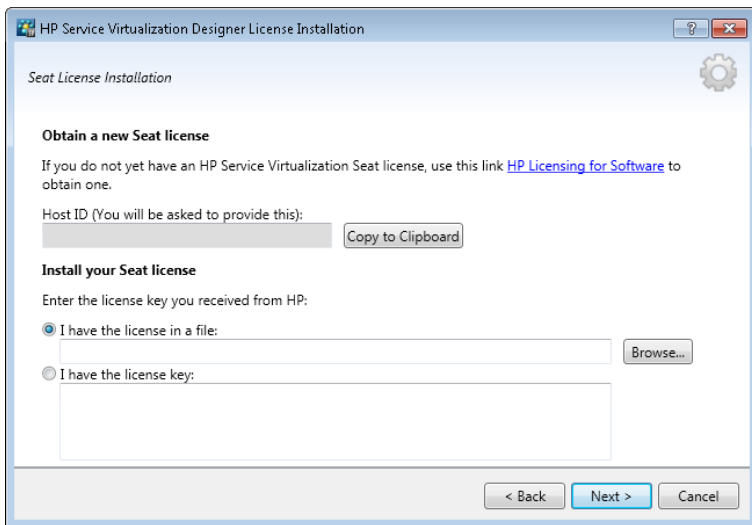 HP Service Virtualization Designer License Installation
Seat License Installation
Obtain a new Seat license
If you do not yet have an HP Service Virtualization Seat license, use this link HP Licensing for Software to
obtain one.
Host ID (You will be asked to provide this):
Copy to Clipboard
Install your Seat license
Enter the license key you received from HP:
I have the license in a file:
Browse...
I have the license key:
< Back Next > Cancel